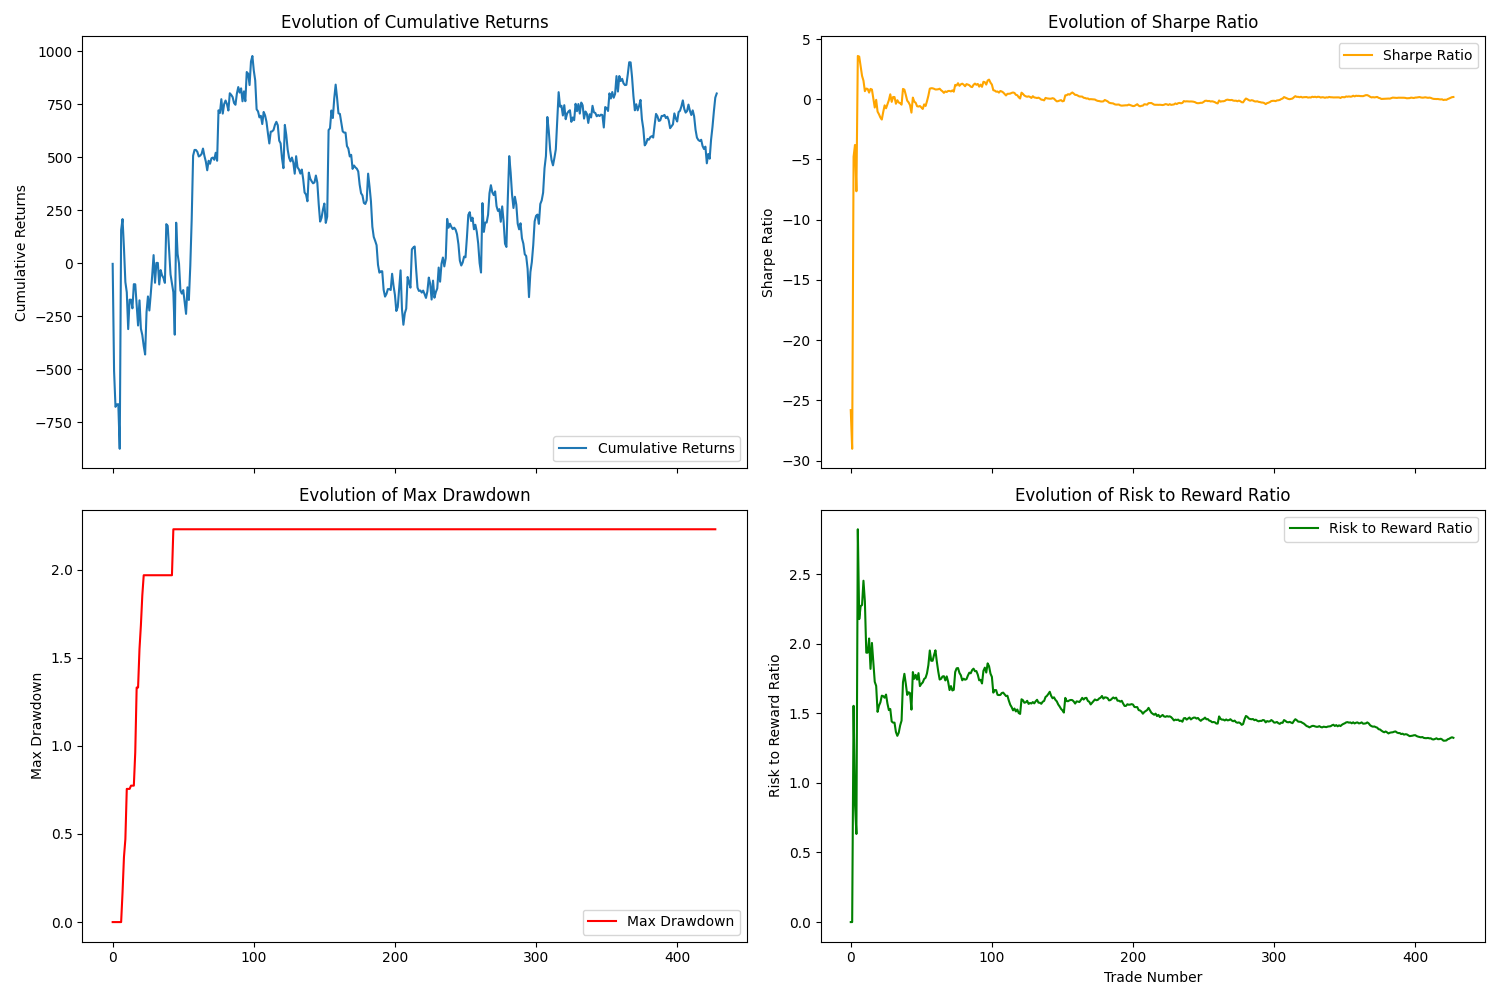 Evolution of Cumulative Returns
Cumulative Returns
1000
750
500
250
0
−250
−500
−750
Cumulative Returns
Evolution of Sharpe Ratio
Sharpe Ratio
5
0
−5
−10
−15
−20
−25
−30
Sharpe Ratio
Evolution of Max Drawdown
Max Drawdown
2.0
1.5
1.0
0.5
0.0
Max Drawdown
0 100 200 300 400
Evolution of Risk to Reward Ratio
Risk to Reward Ratio
2.5
2.0
1.5
1.0
0.5
0.0
Risk to Reward Ratio
0 100 200 300 400
Trade Number